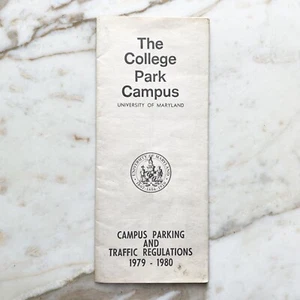 The
College
Park
Campus
UNIVERSITY OF MARYLAND
CAMPUS PARKING
AND
TRAFFIC REGULATIONS
1979 - 1980